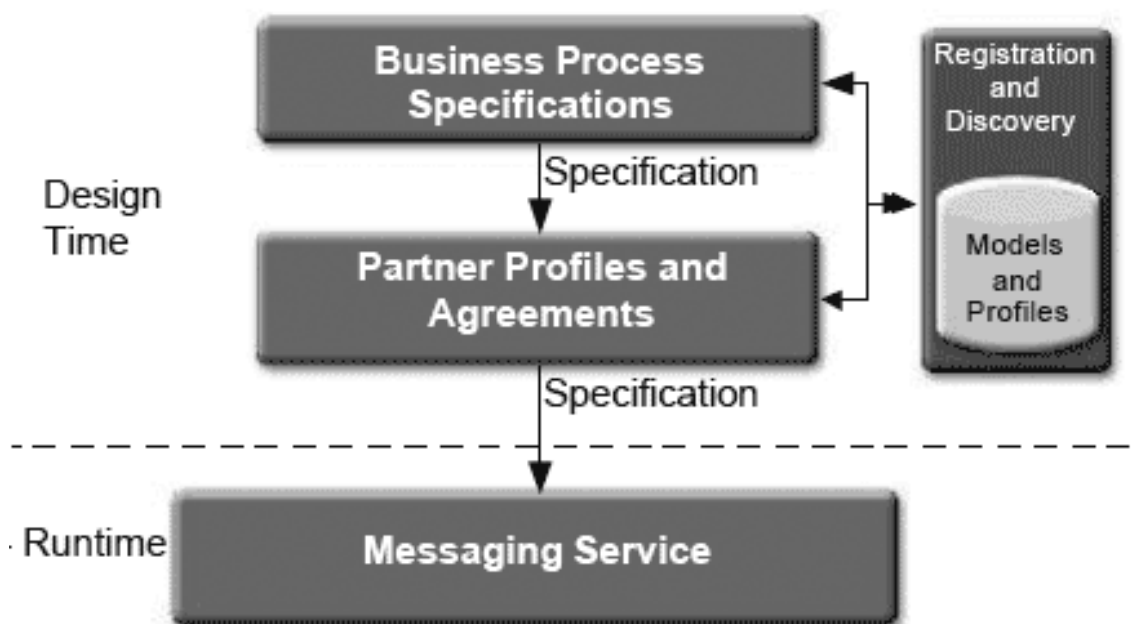 Business Process
Specifications
Registration
and
Discovery
Specification
Design
Time
Models
and
Profiles
Partner Profiles and
Agreements
Specification
Runtime
Messaging Service